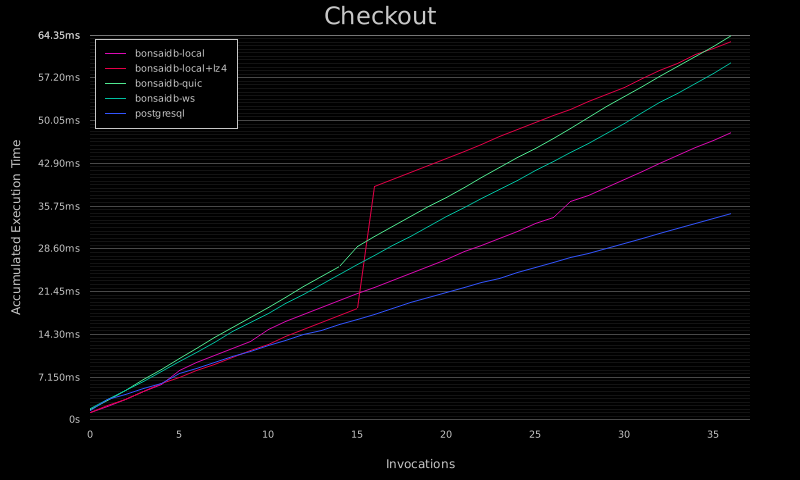 Checkout
64.35ms
57.20ms
50.05ms
42.90ms
35.75ms
28.60ms
21.45ms
14.30ms
7.150ms
0s
Accumulated Execution Time
bonsaidb-local
bonsaidb-local+lz4
bonsaidb-quic
bonsaidb-ws
postgresql
0 5 10 15 20 25 30 35
Invocations